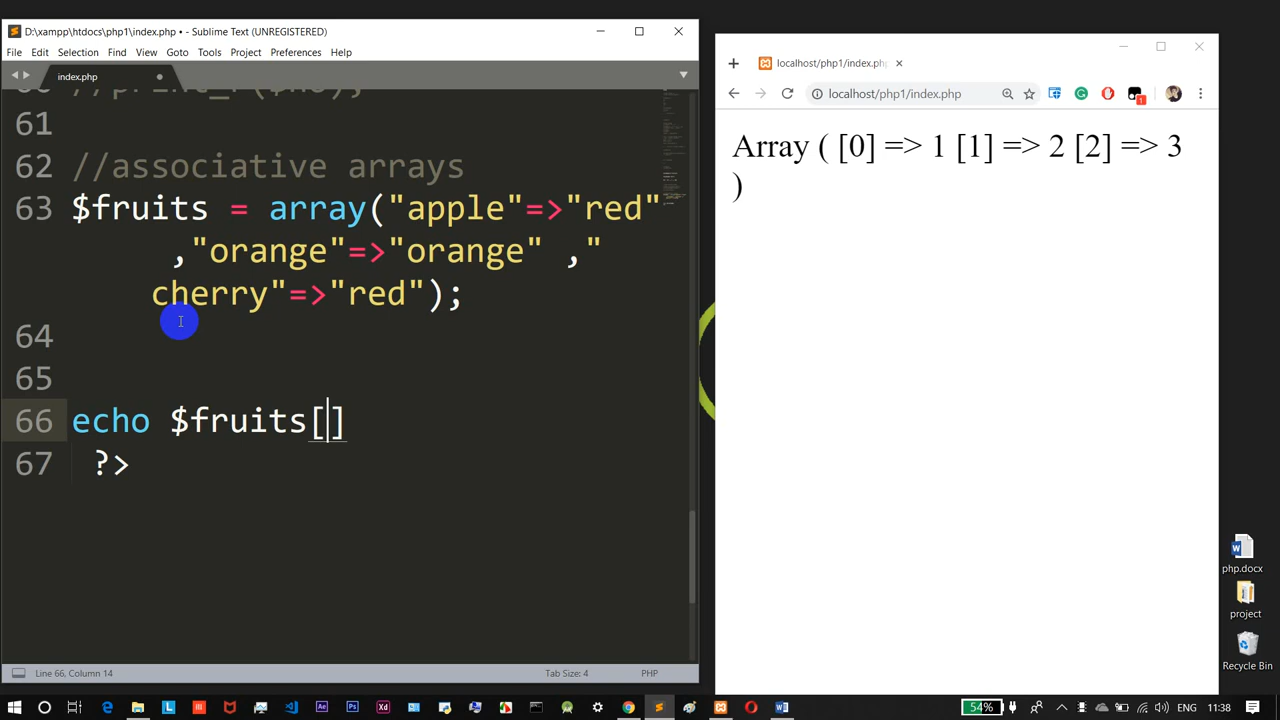 D:\xampp\htdocs\php1\index.php • - Sublime Text (UNREGISTERED)
File Edit Selection Find View Goto Tools Project Preferences Help
index.php
61
62 //associative arrays
63 $fruits = array("apple"=>"red"
,"orange"=>"orange" ,"
cherry"=>"red");
64
65
66 echo $fruits[]
67 ?>
Line 66, Column 14 Tab Size: 4 PHP
localhost/php1/index.php
localhost/php1/index.php
Array ( [0] => 1 [1] => 2 [2] => 3
)
php.docx
project
Recycle Bin
54% ENG 11:38